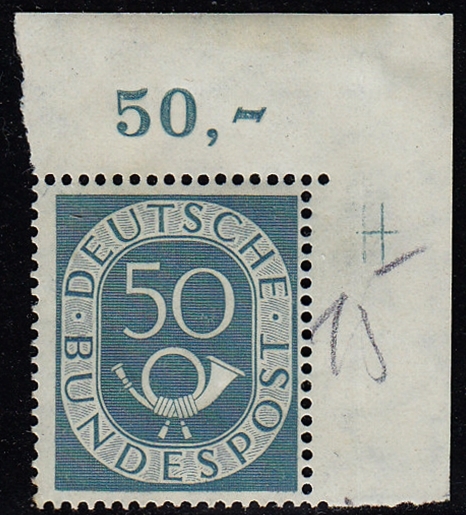 50,-
DEUTSCHE
50
BUNDESPOST